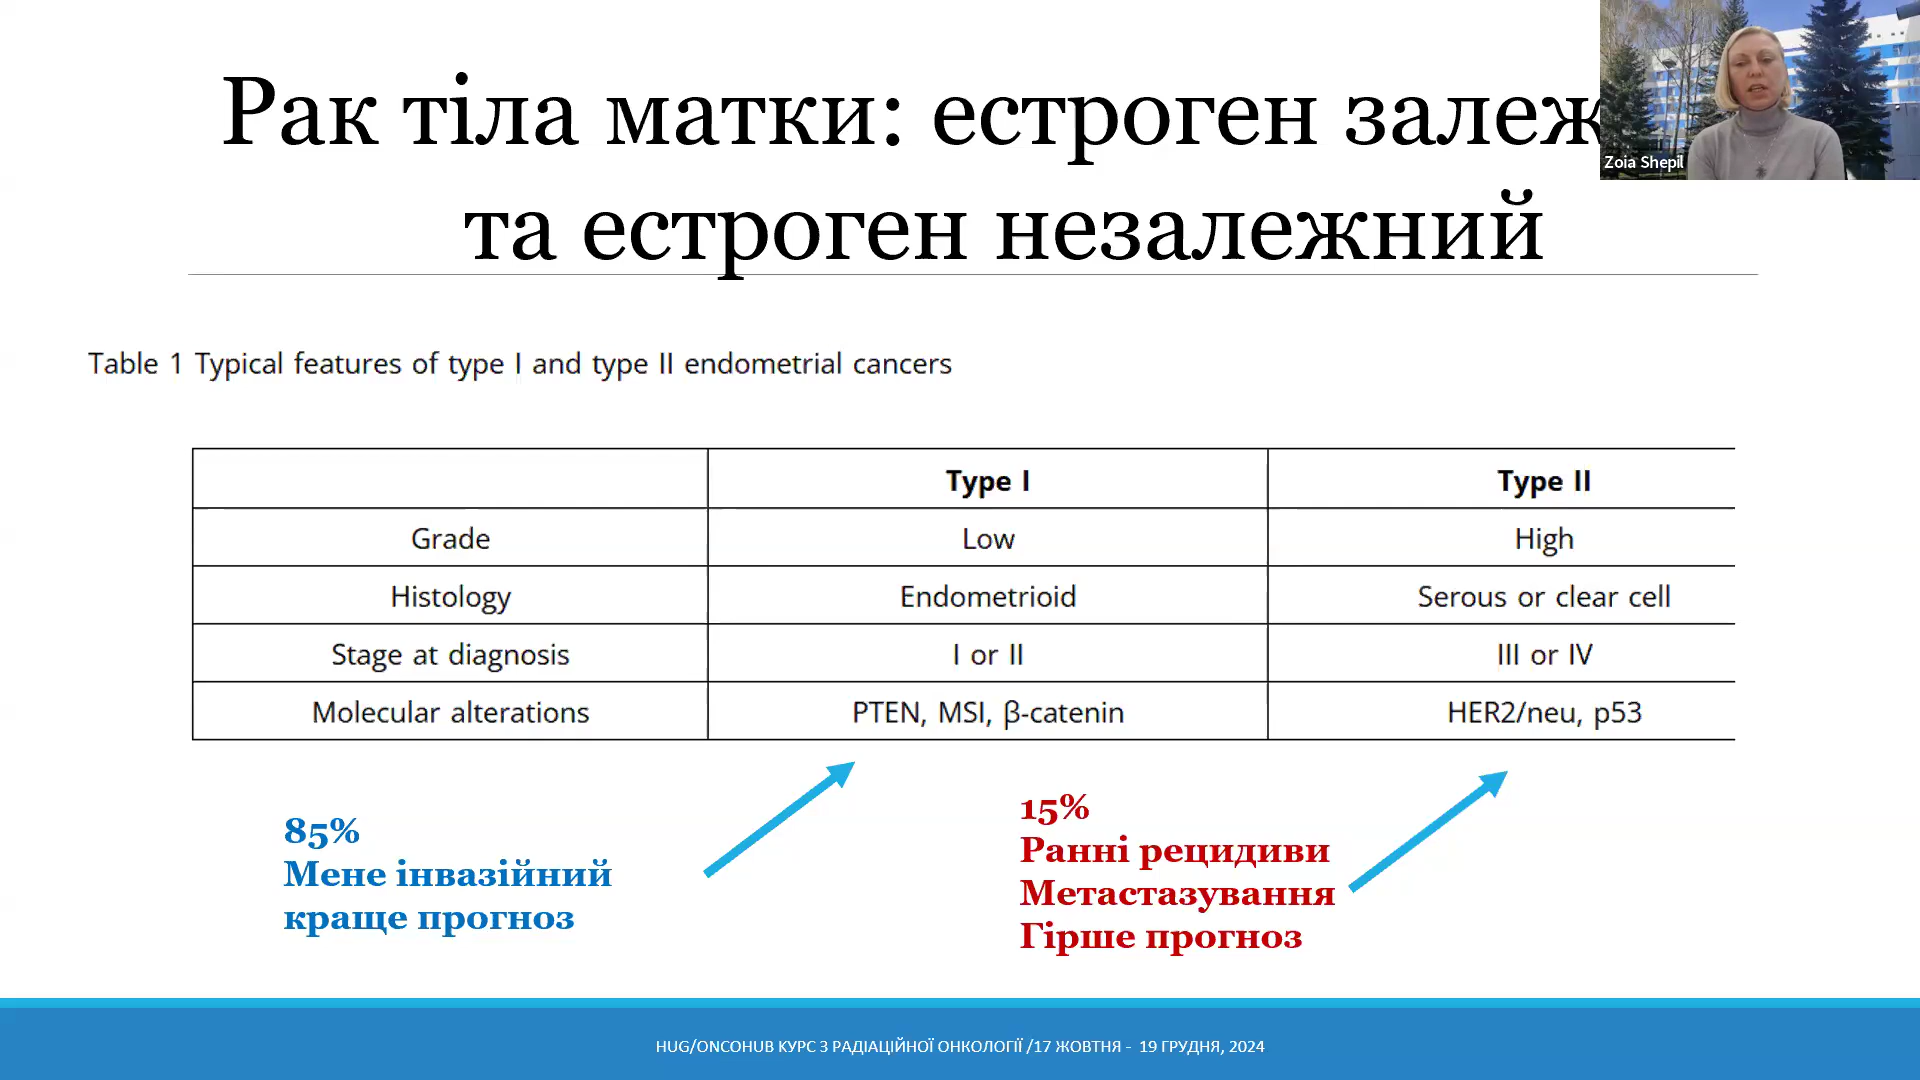 Рак тіла матки: естроген залеж
та естроген незалежний
Zoia Shepil
Table 1 Typical features of type I and type II endometrial cancers
Type I Type II
Grade Low High
Histology Endometrioid Serous or clear cell
Stage at diagnosis I or II III or IV
Molecular alterations PTEN, MSI, β-catenin HER2/neu, p53
85%
Мене інвазійний
краще прогноз
15%
Ранні рецидиви
Метастазування
Гірше прогноз
HUG/ONCOHUB КУРС З РАДІАЦІЙНОЇ ОНКОЛОГІЇ /17 ЖОВТНЯ - 19 ГРУДНЯ, 2024